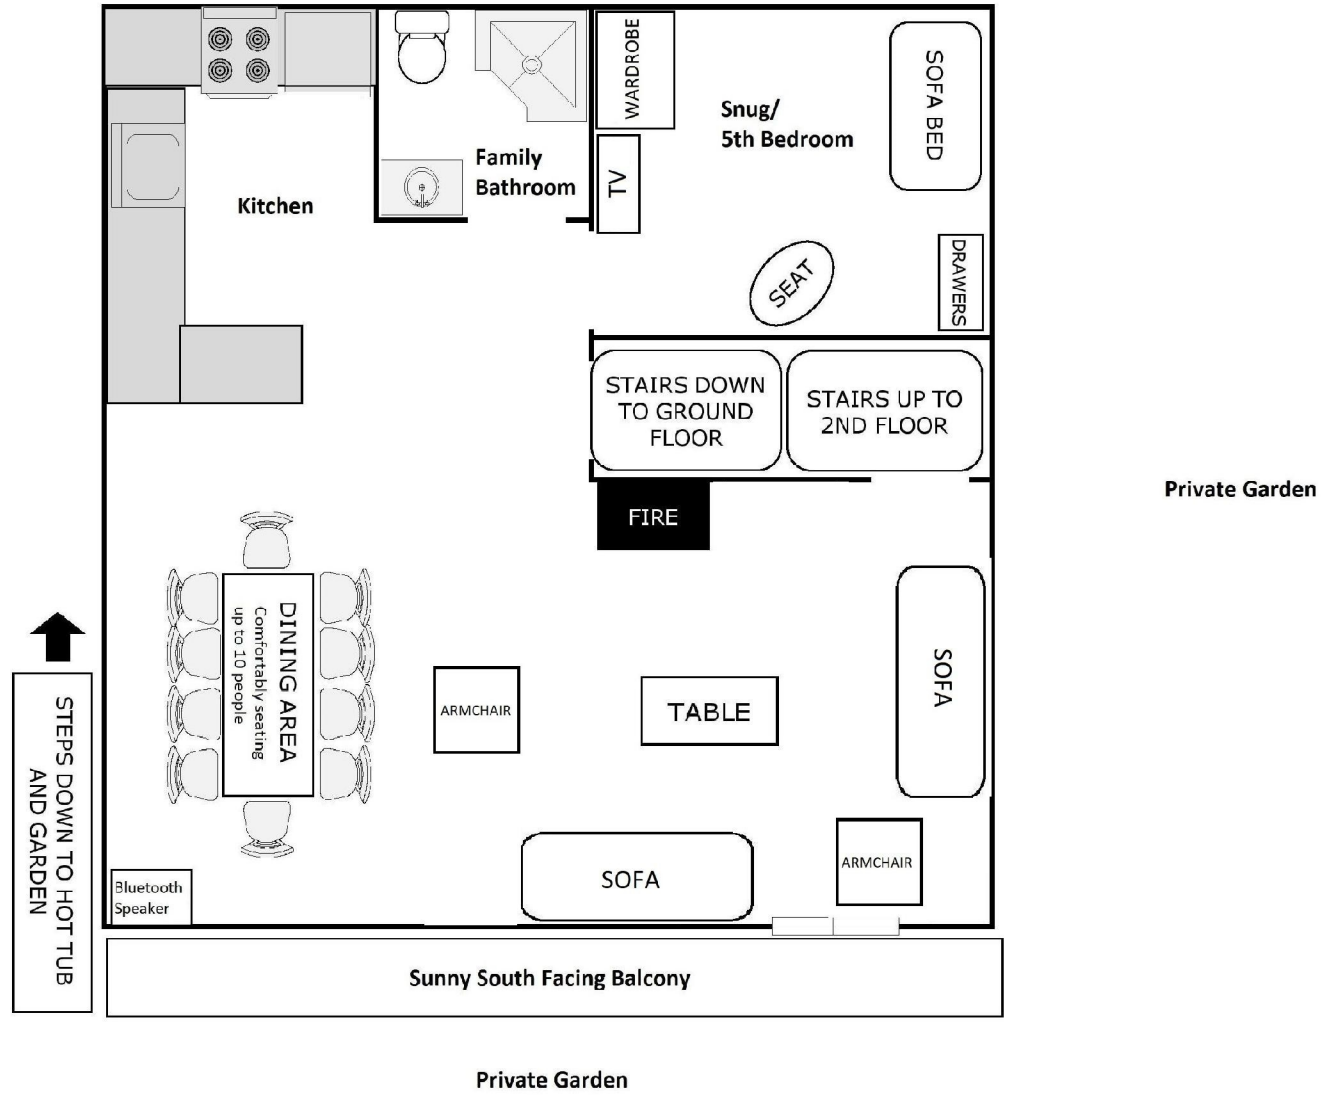 WARDROBE
SOFA BED
Snug/
5th Bedroom
Family
Bathroom
TV
Kitchen
SEAT
DRAWERS
STAIRS DOWN
TO GROUND
FLOOR
STAIRS UP TO
2ND FLOOR
Private Garden
FIRE
DINING AREA
Comfortably seating
up to 10 people
SOFA
ARMCHAIR
TABLE
STEPS DOWN TO HOT TUB
AND GARDEN
ARMCHAIR
SOFA
Bluetooth
Speaker
Sunny South Facing Balcony
Private Garden